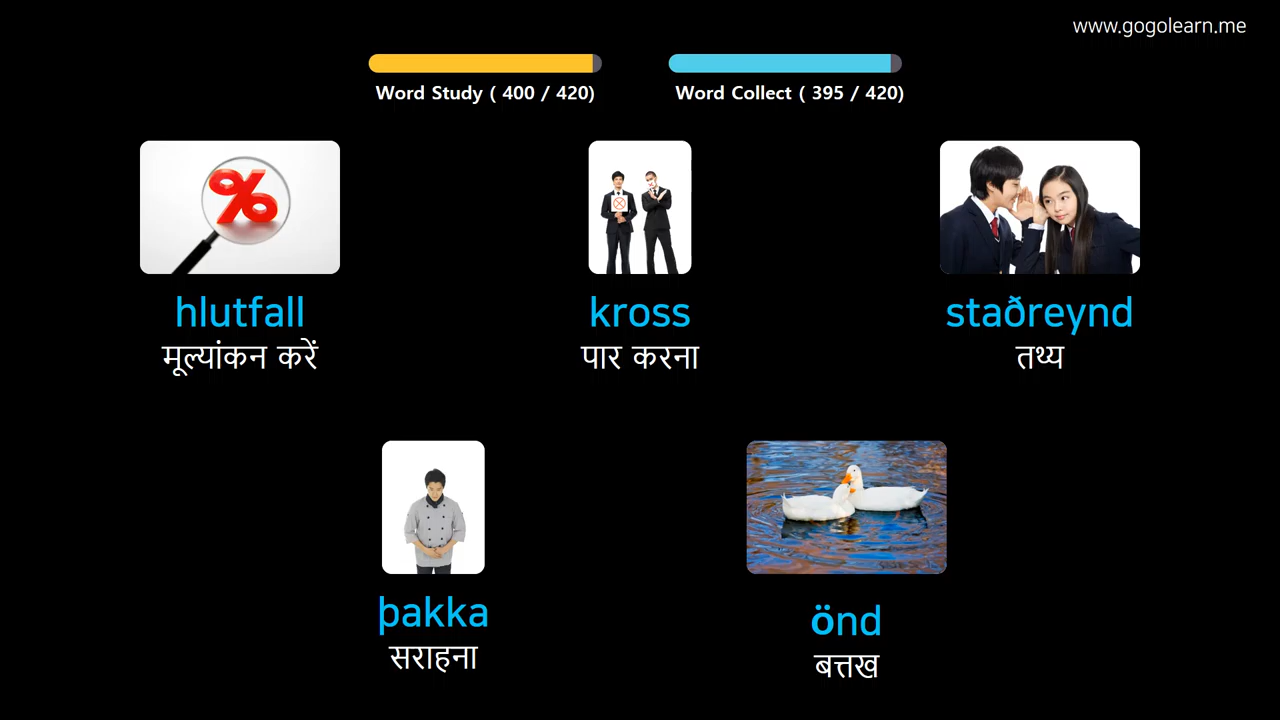 www.gogolearn.me
Word Study ( 400 / 420)
Word Collect ( 395 / 420)
%
hlutfall
मूल्यांकन करें
kross
पार करना
staðreynd
तथ्य
þakka
सराहना
önd
बत्तख